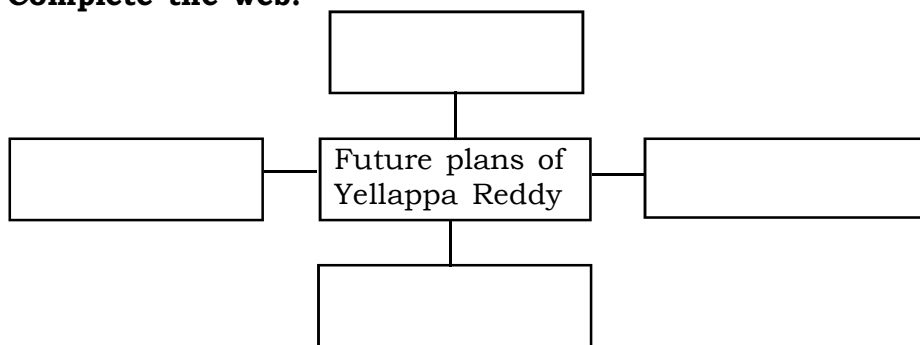 Complete the web.
Future plans of
Yellappa Reddy